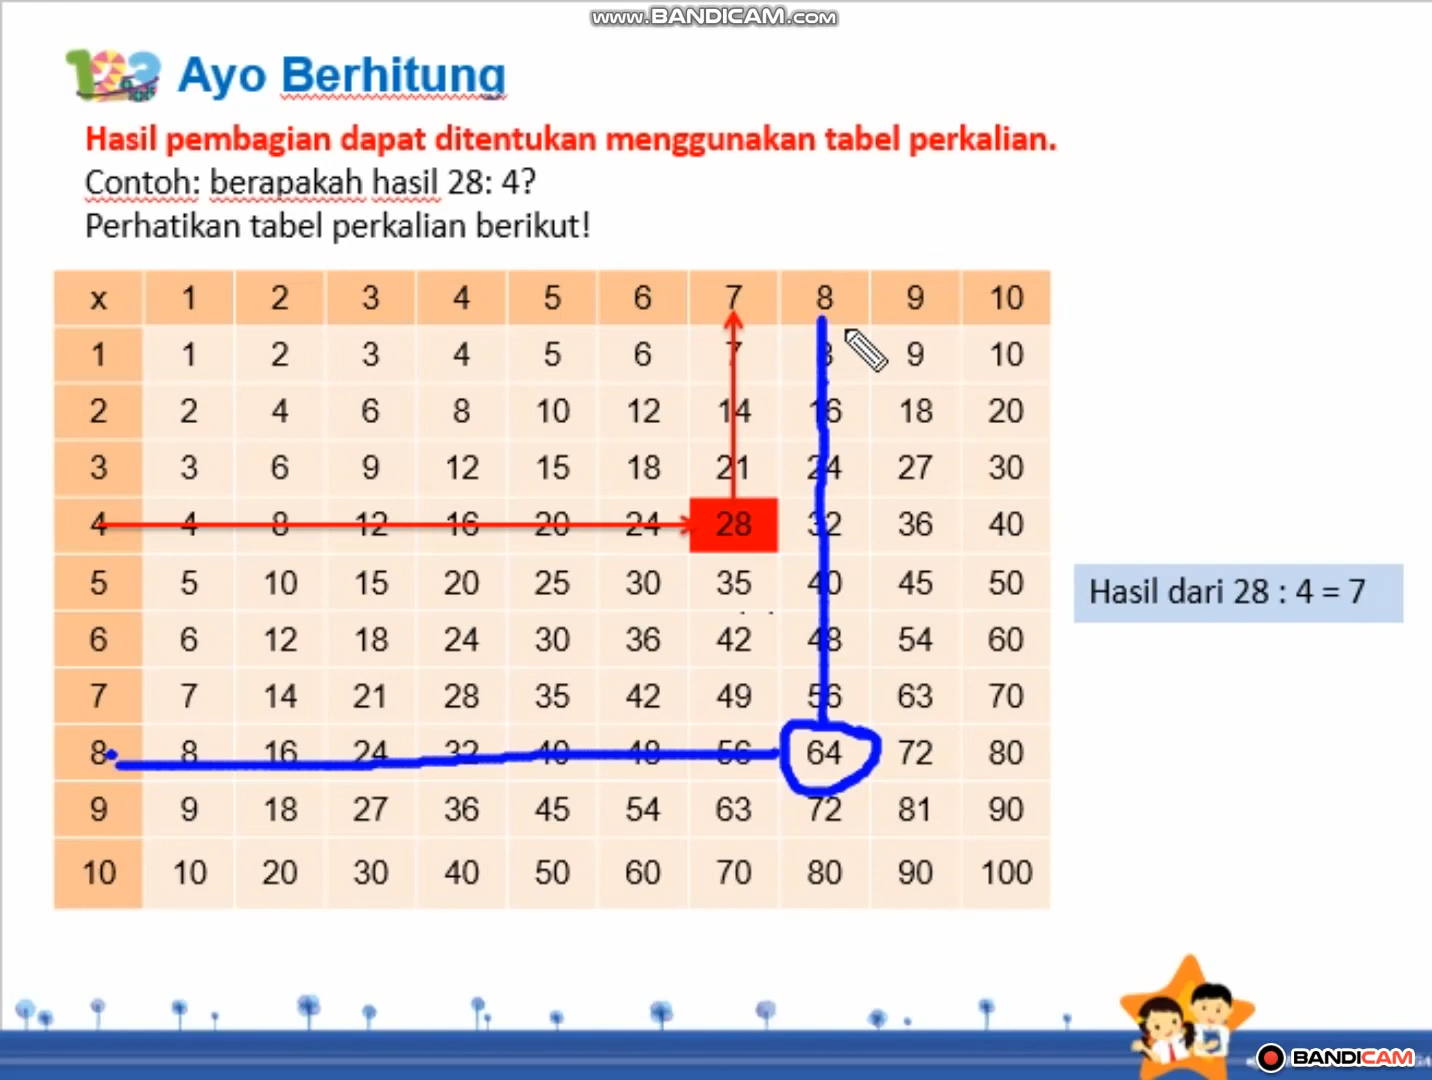 www.BANDICAM.com
123 Ayo Berhitung
Hasil pembagian dapat ditentukan menggunakan tabel perkalian.
Contoh: berapakah hasil 28: 4?
Perhatikan tabel perkalian berikut!
x 1 2 3 4 5 6 7 8 9 10
1 1 2 3 4 5 6 7 8 9 10
2 2 4 6 8 10 12 14 16 18 20
3 3 6 9 12 15 18 21 24 27 30
4 4 8 12 16 20 24 28 32 36 40
5 5 10 15 20 25 30 35 40 45 50
Hasil dari 28 : 4 = 7
6 6 12 18 24 30 36 42 48 54 60
7 7 14 21 28 35 42 49 56 63 70
8 8 16 24 32 40 48 56 64 72 80
9 9 18 27 36 45 54 63 72 81 90
10 10 20 30 40 50 60 70 80 90 100
BANDICAM